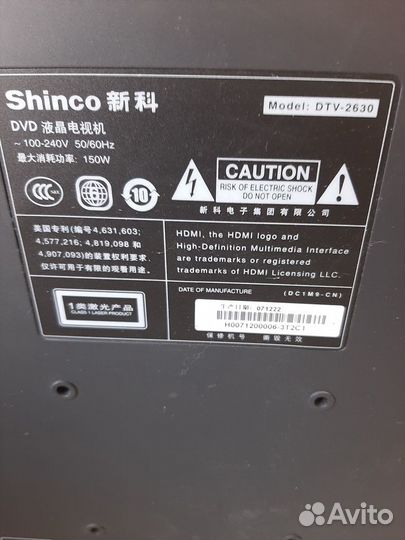 Shinco 新科
Model: DTV-2630
DVD 液晶电视机
~ 100-240V 50/60Hz
最大消耗功率: 150W
CAUTION
RISK OF ELECTRIC SHOCK
DO NOT OPEN
新科电子集团有限公司
10
美国专利(编号4,631,603;
4,577,216; 4,819,098 和
4,907,093)的装置权利要求
仅许可用于有限的观看用途.
HDMI, the HDMI logo and
High-Definition Multimedia Interface
are trademarks or registered
trademarks of HDMI Licensing LLC.
1类激光产品
CLASS 1 LASER PRODUCT
DATE OF MANUFACTURE
(DC1M9-CN)
生产日期: 071222
H0071200006-3T2C1
保修机号 撕毁无效
Avito